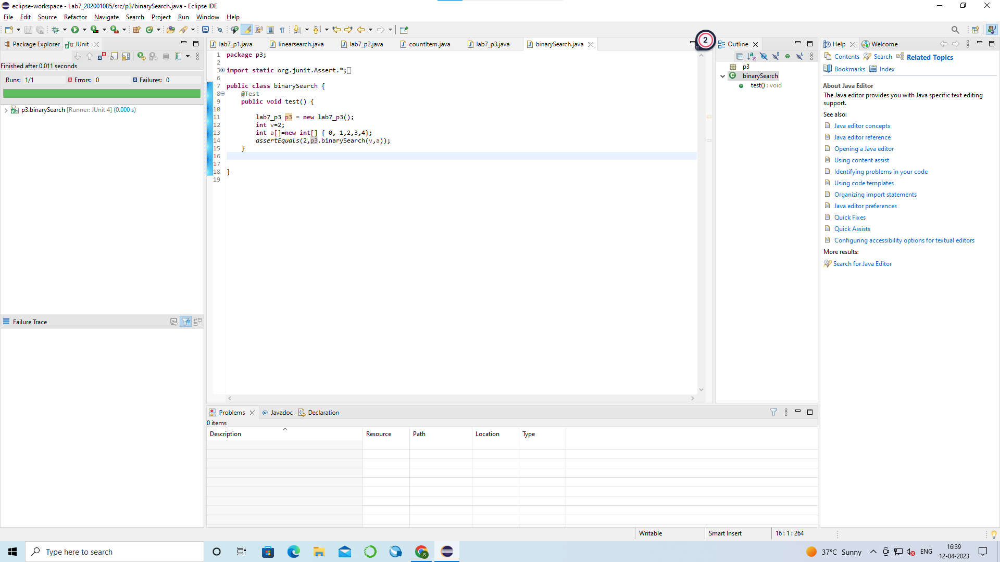 eclipse-workspace - Lab7_202001085/src/p3/binarySearch.java - Eclipse IDE
File Edit Source Refactor Navigate Search Project Run Window Help
Package Explorer JUnit
Finished after 0.011 seconds
Runs: 1/1 Errors: 0 Failures: 0
p3.binarySearch [Runner: JUnit 4] (0.000 s)
Failure Trace
lab7_p1.java linearsearch.java lab7_p2.java countItem.java lab7_p3.java binarySearch.java
2
1 package p3;
2
3 import static org.junit.Assert.*;
6
7 public class binarySearch {
8 @Test
9 public void test() {
10
11 lab7_p3 p3 = new lab7_p3();
12 int v=2;
13 int a[]=new int[] { 0, 1,2,3,4};
14 assertEquals(2,p3.binarySearch(v,a));
15 }
16
17
18 }
19
Outline
p3
binarySearch
test() : void
Help Welcome
Contents Search Related Topics
Bookmarks Index
About Java Editor
The Java editor provides you with Java specific text editing
support.
See also:
Java editor concepts
Java editor reference
Opening a Java editor
Using content assist
Identifying problems in your code
Using code templates
Organizing import statements
Java editor preferences
Quick Fixes
Quick Assists
Configuring accessibility options for textual editors
More results:
Search for Java Editor
Problems Javadoc Declaration
0 items
Description Resource Path Location Type
Writable Smart Insert 16 : 1 : 264
Type here to search
37°C Sunny ENG
16:39
12-04-2023